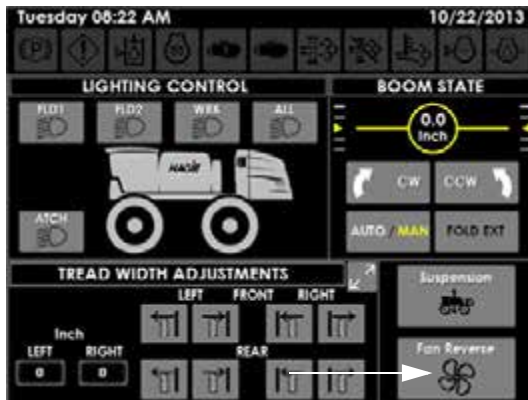 Tuesday 08:22 AM 10/22/2013
LIGHTING CONTROL
BOOM STATE
FLD1 FLD2 WRK ALL
0.0
Inch
HAGIE
CW CCW
ATCH
AUTO / MAN FOLD EXT
TREAD WIDTH ADJUSTMENTS
Suspension
LEFT FRONT RIGHT
Inch
LEFT RIGHT
REAR
Fan Reverse
0 0